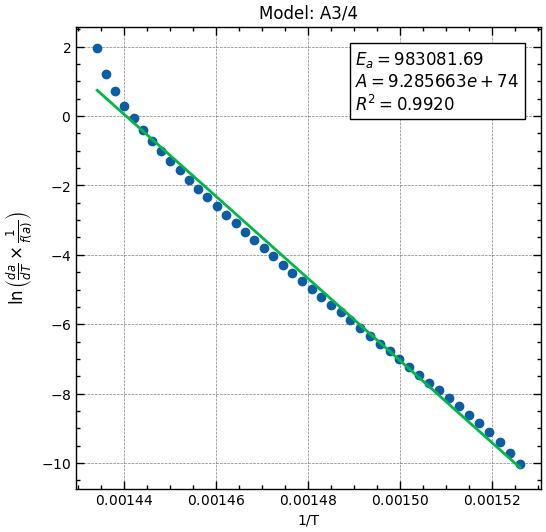 Model: A3/4
E_a = 983081.69
A = 9.285663e + 74
R^2 = 0.9920
ln(da/dT × 1/f(a))
2
0
−2
−4
−6
−8
−10
0.00144 0.00146 0.00148 0.00150 0.00152
1/T